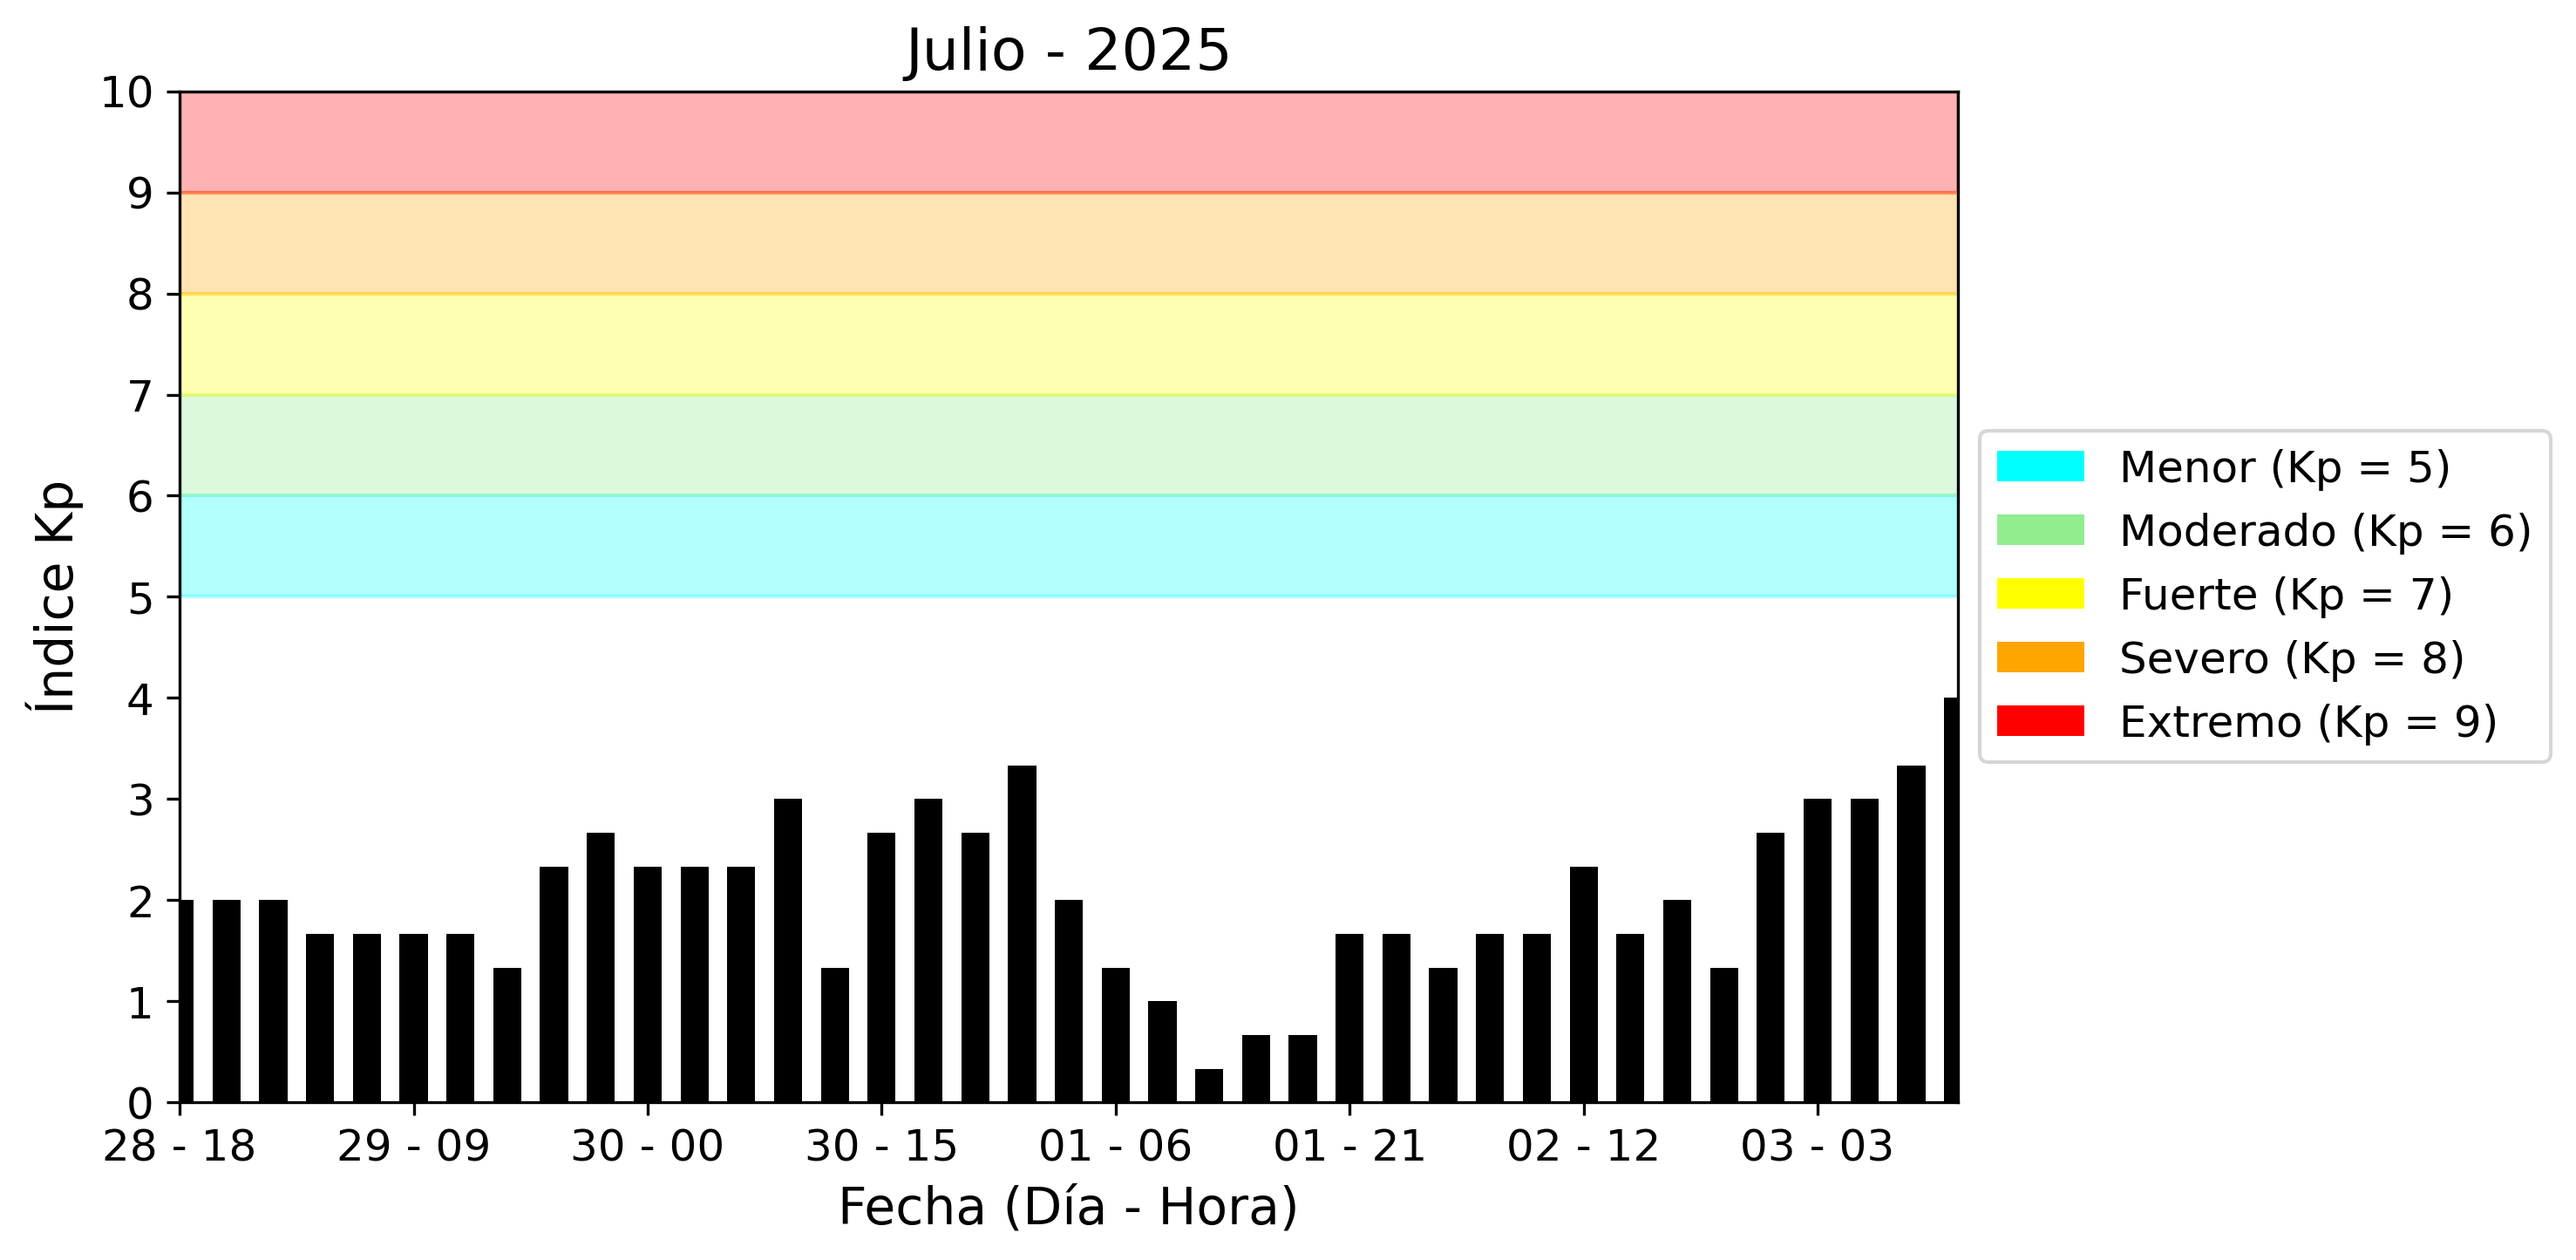 Julio - 2025
10
9
8
7
6
5
4
3
2
1
0
Índice Kp
28 - 18
29 - 09
30 - 00
30 - 15
01 - 06
01 - 21
02 - 12
03 - 03
Fecha (Día - Hora)
Menor (Kp = 5)
Moderado (Kp = 6)
Fuerte (Kp = 7)
Severo (Kp = 8)
Extremo (Kp = 9)